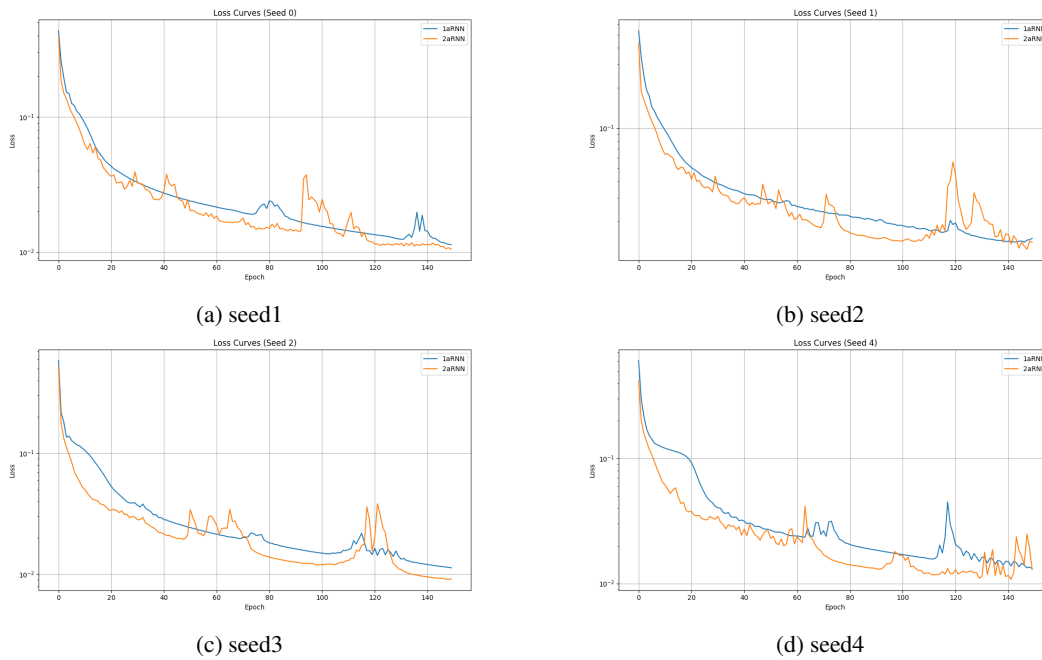 Loss Curves (Seed 0)
1aRNN
2aRNN
10⁻¹
10⁻²
Loss
0 20 40 60 80 100 120 140
Epoch
(a) seed1
Loss Curves (Seed 1)
1aRNN
2aRNN
10⁻¹
Loss
0 20 40 60 80 100 120 140
Epoch
(b) seed2
Loss Curves (Seed 2)
1aRNN
2aRNN
10⁻¹
10⁻²
Loss
0 20 40 60 80 100 120 140
Epoch
(c) seed3
Loss Curves (Seed 4)
1aRNN
2aRNN
10⁻¹
10⁻²
Loss
0 20 40 60 80 100 120 140
Epoch
(d) seed4